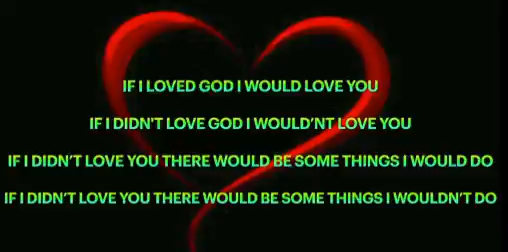 IF I LOVED GOD I WOULD LOVE YOU
IF I DIDN'T LOVE GOD I WOULD’NT LOVE YOU
IF I DIDN’T LOVE YOU THERE WOULD BE SOME THINGS I WOULD DO
IF I DIDN’T LOVE YOU THERE WOULD BE SOME THINGS I WOULDN’T DO